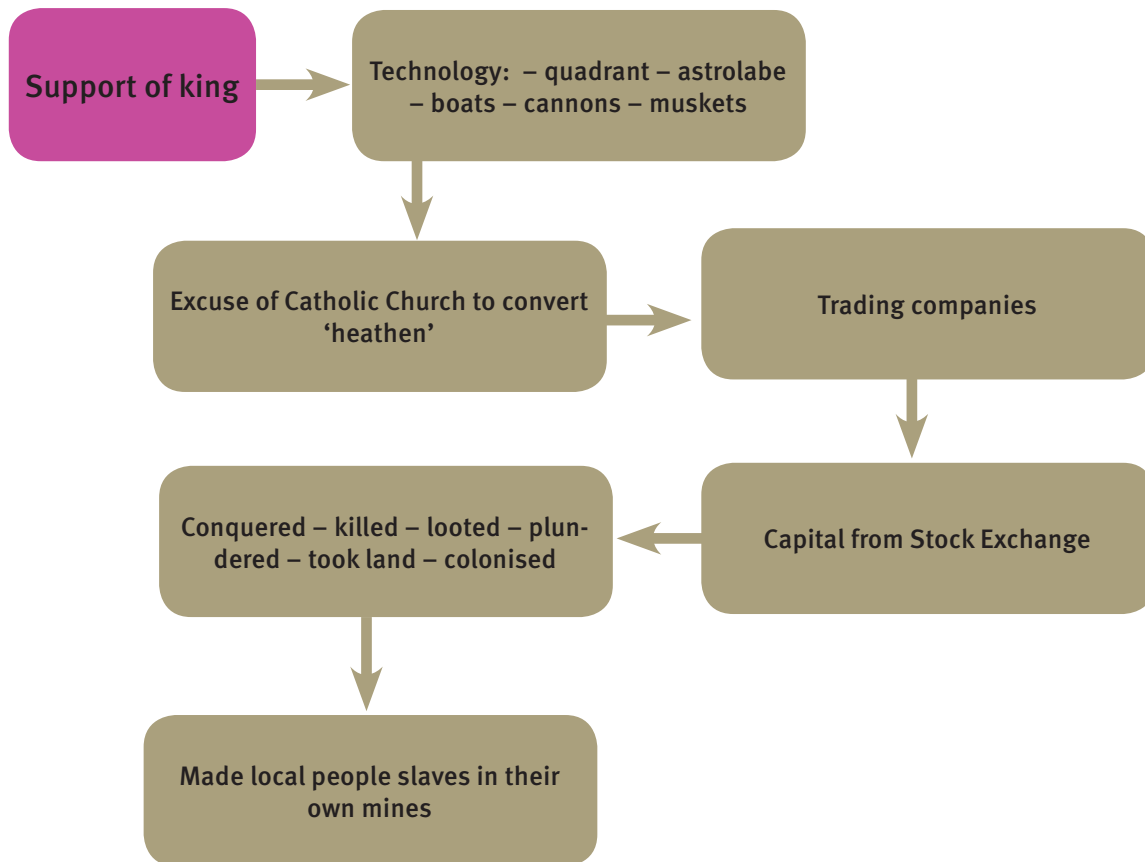 Support of king
Technology: – quadrant – astrolabe
– boats – cannons – muskets
Excuse of Catholic Church to convert
‘heathen’
Trading companies
Capital from Stock Exchange
Conquered – killed – looted – plun-
dered – took land – colonised
Made local people slaves in their
own mines